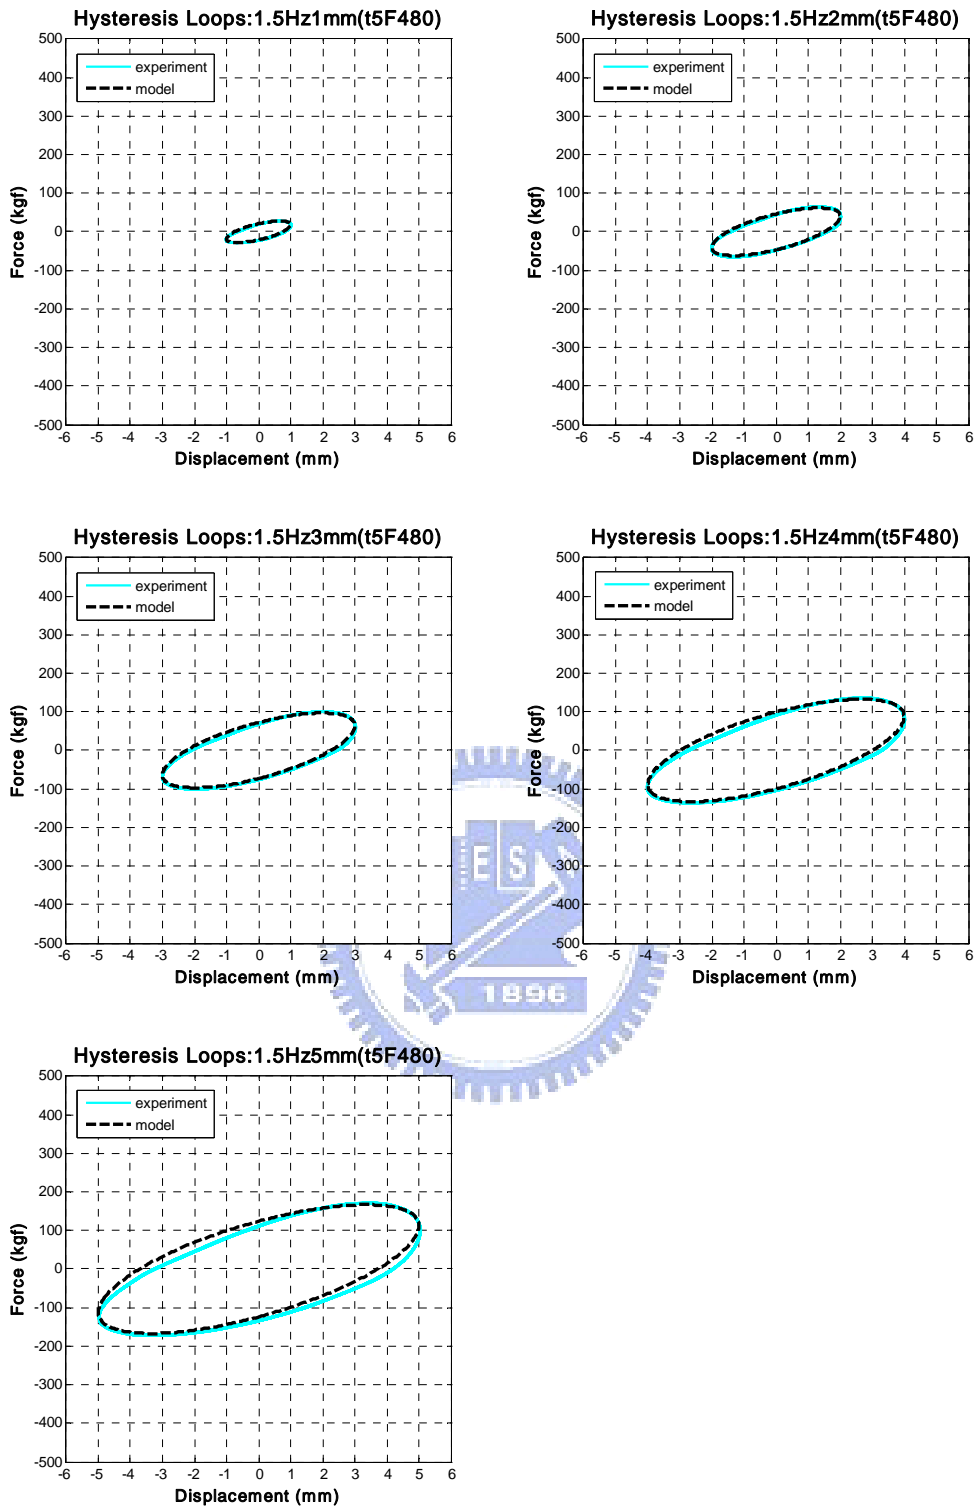 Hysteresis Loops:1.5Hz1mm(t5F480)
500
400
300
200
100
0
-100
-200
-300
-400
-500
Force (kgf)
experiment
model
-6 -5 -4 -3 -2 -1 0 1 2 3 4 5 6
Displacement (mm)
Hysteresis Loops:1.5Hz2mm(t5F480)
500
400
300
200
100
0
-100
-200
-300
-400
-500
Force (kgf)
experiment
model
-6 -5 -4 -3 -2 -1 0 1 2 3 4 5 6
Displacement (mm)
Hysteresis Loops:1.5Hz3mm(t5F480)
500
400
300
200
100
0
-100
-200
-300
-400
-500
Force (kgf)
experiment
model
-6 -5 -4 -3 -2 -1 0 1 2 3 4 5 6
Displacement (mm)
Hysteresis Loops:1.5Hz4mm(t5F480)
500
400
300
200
100
0
-100
-200
-300
-400
-500
Force (kgf)
experiment
model
-6 -5 -4 -3 -2 -1 0 1 2 3 4 5 6
Displacement (mm)
E S
1896
Hysteresis Loops:1.5Hz5mm(t5F480)
500
400
300
200
100
0
-100
-200
-300
-400
-500
Force (kgf)
experiment
model
-6 -5 -4 -3 -2 -1 0 1 2 3 4 5 6
Displacement (mm)